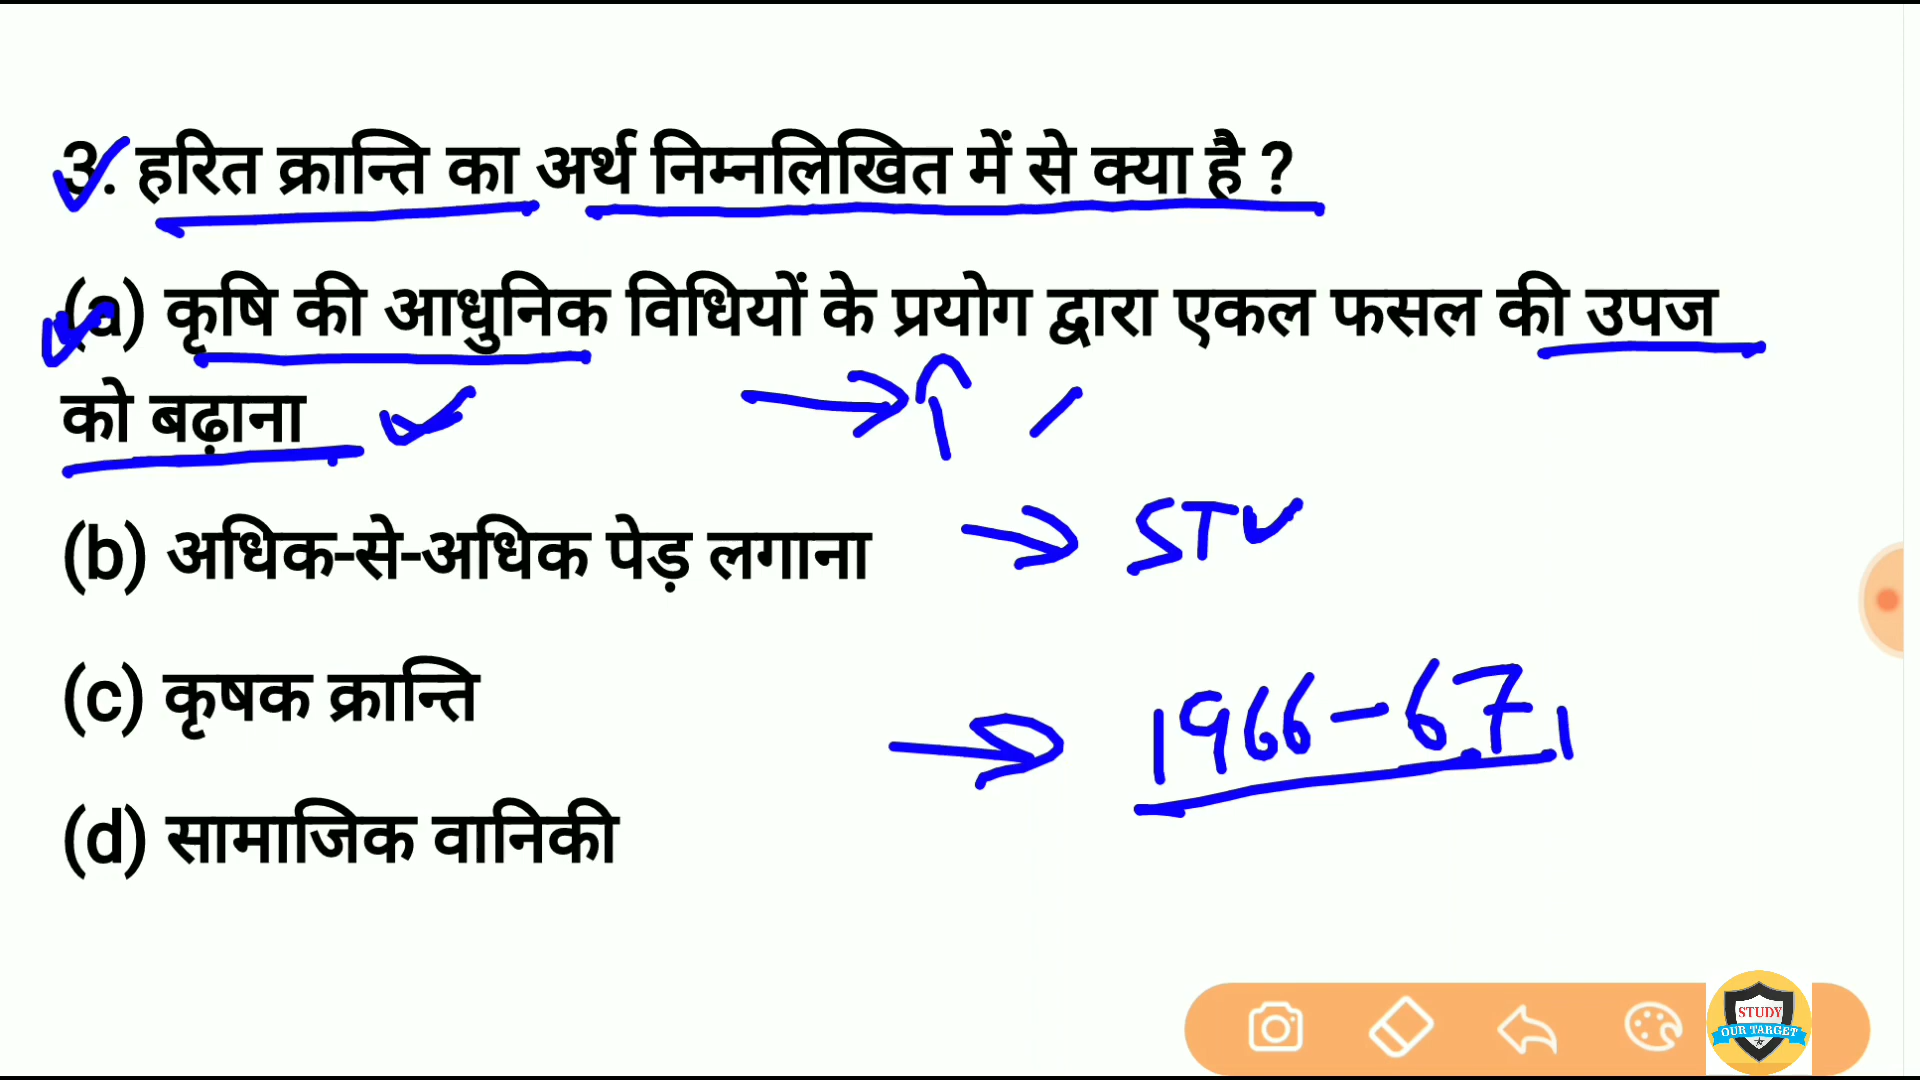 3. हरित क्रान्ति का अर्थ निम्नलिखित में से क्या है ?
(a) कृषि की आधुनिक विधियों के प्रयोग द्वारा एकल फसल की उपज
को बढ़ाना
(b) अधिक-से-अधिक पेड़ लगाना
(c) कृषक क्रान्ति
1966-67
(d) सामाजिक वानिकी
STUDY
OUR TARGET